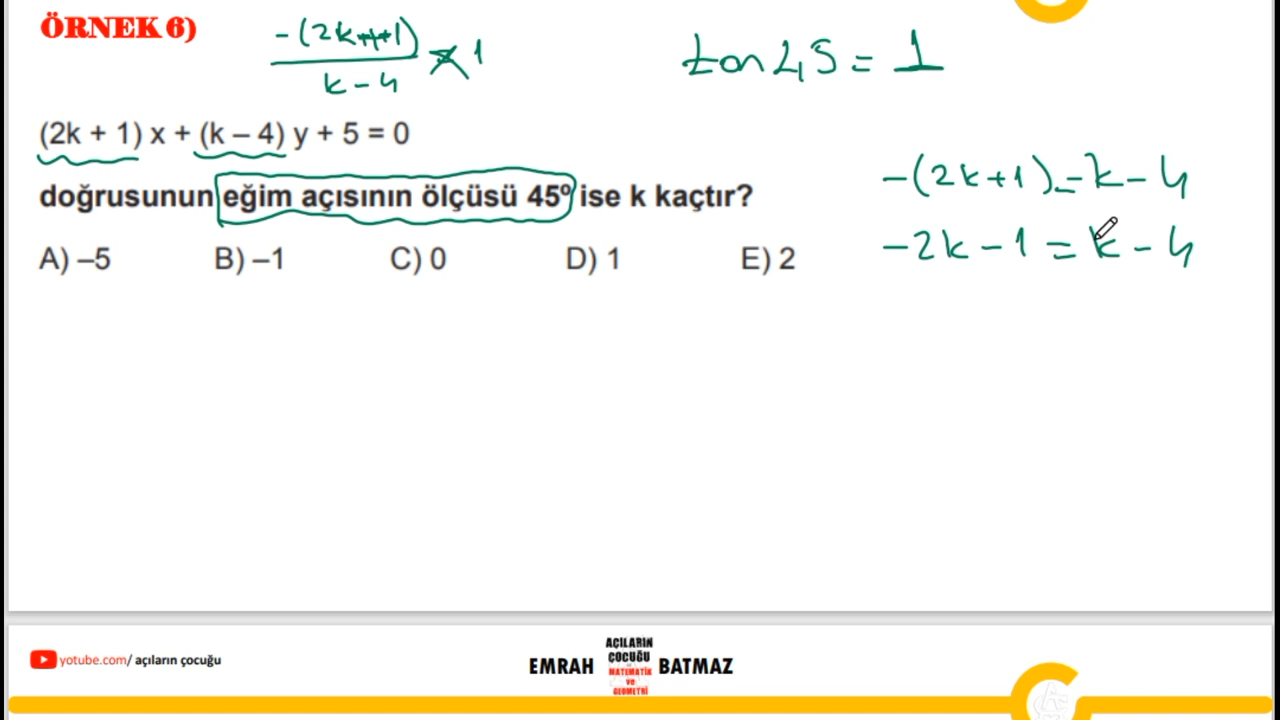 ÖRNEK 6)
-(2k+1)
k-4
1
tan 45 = 1
(2k + 1) x + (k – 4) y + 5 = 0
doğrusunun eğim açısının ölçüsü 45º ise k kaçtır?
A) –5 B) –1 C) 0 D) 1 E) 2
-(2k+1) = k-4
-2k-1 = k-4
yotube.com/ açıların çocuğu
EMRAH
AÇILARIN
ÇOCUĞU
MATEMATİK
ve
GEOMETRİ
BATMAZ